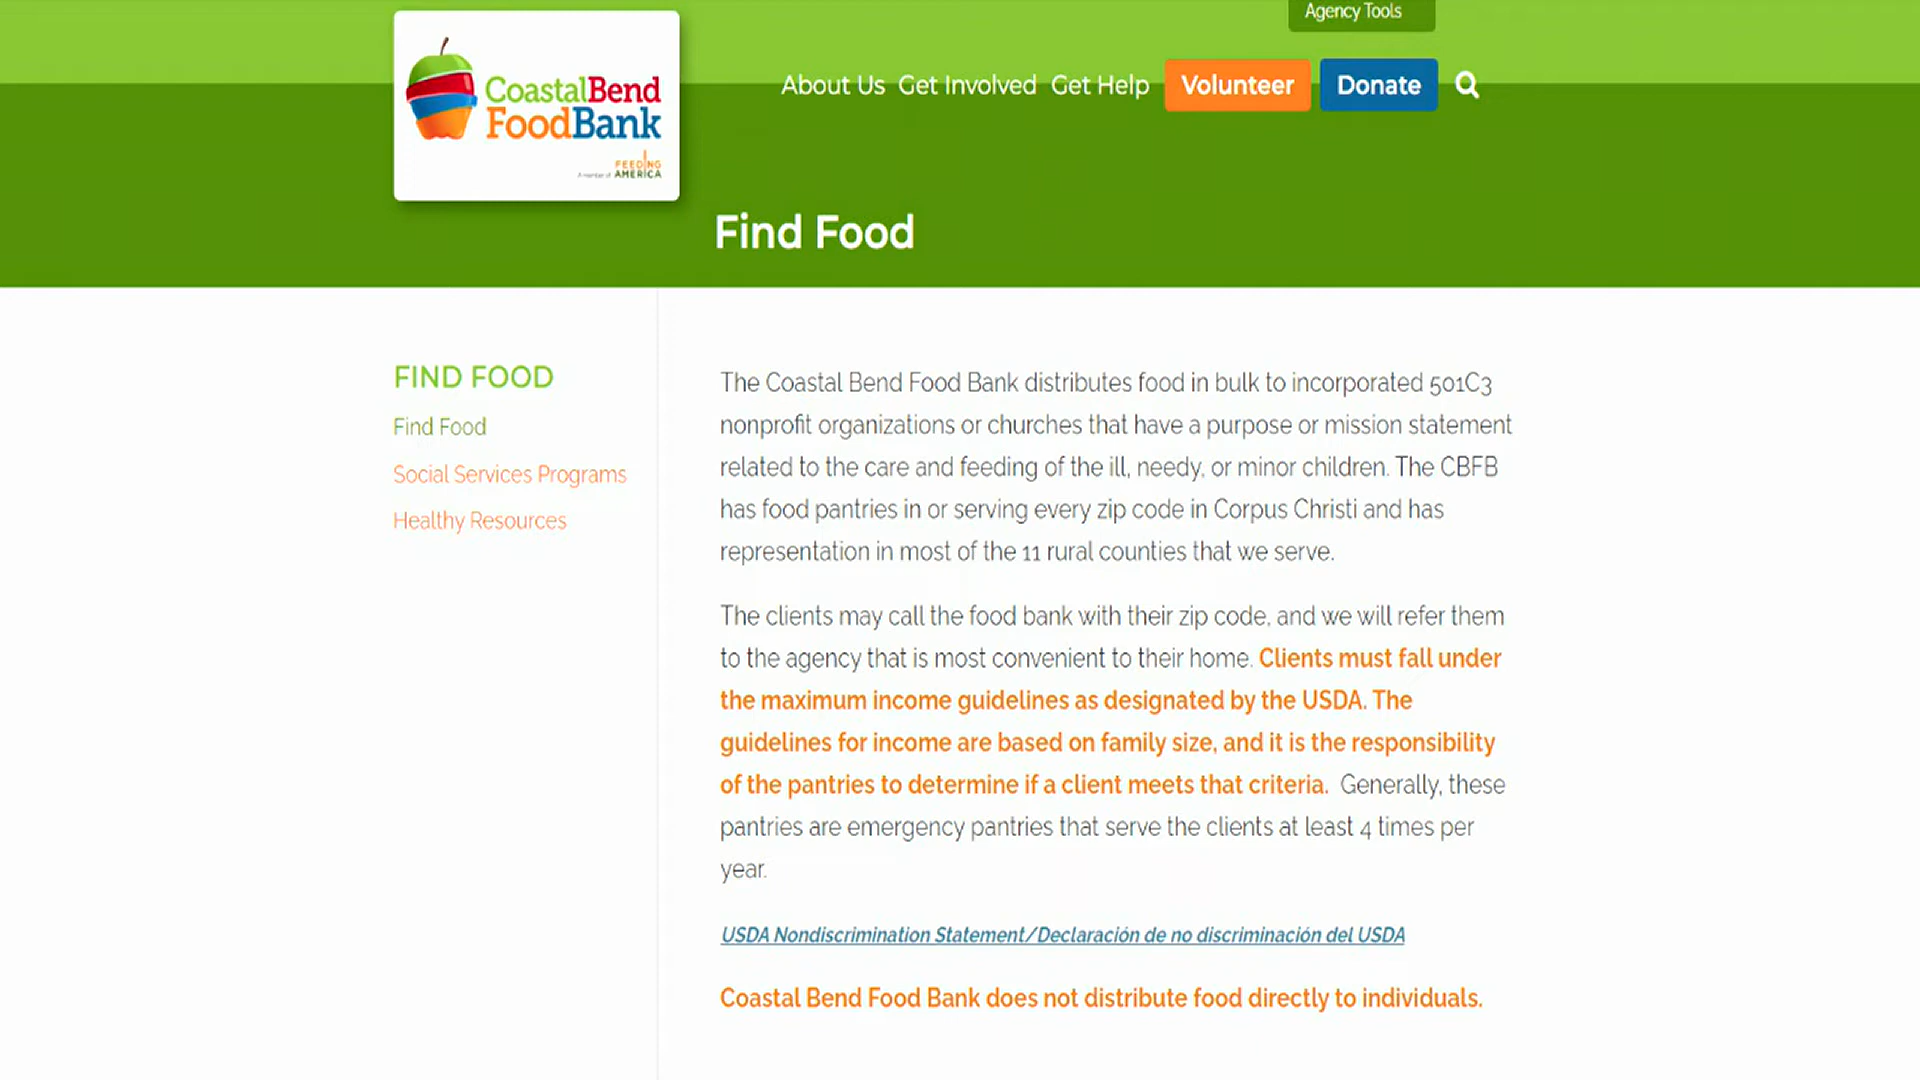 Agency Tools
CoastalBend
FoodBank
A member of FEEDING
AMERICA
About Us Get Involved Get Help Volunteer Donate
Find Food
FIND FOOD
Find Food
Social Services Programs
Healthy Resources
The Coastal Bend Food Bank distributes food in bulk to incorporated 501C3
nonprofit organizations or churches that have a purpose or mission statement
related to the care and feeding of the ill, needy, or minor children. The CBFB
has food pantries in or serving every zip code in Corpus Christi and has
representation in most of the 11 rural counties that we serve.
The clients may call the food bank with their zip code, and we will refer them
to the agency that is most convenient to their home. Clients must fall under
the maximum income guidelines as designated by the USDA. The
guidelines for income are based on family size, and it is the responsibility
of the pantries to determine if a client meets that criteria. Generally, these
pantries are emergency pantries that serve the clients at least 4 times per
year.
USDA Nondiscrimination Statement/Declaración de no discriminación del USDA
Coastal Bend Food Bank does not distribute food directly to individuals.